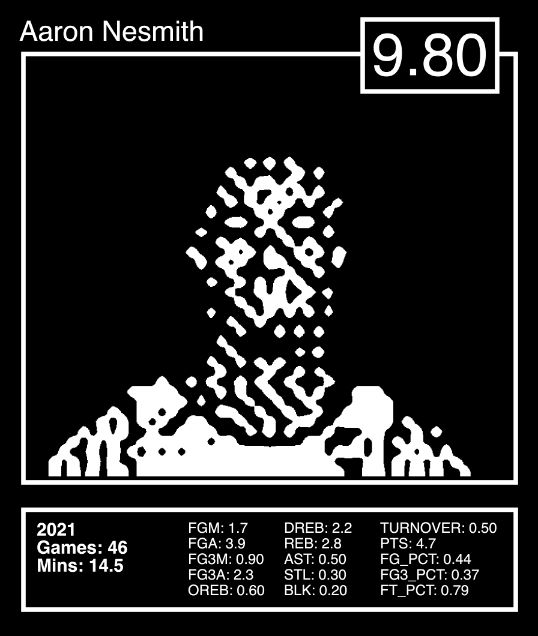 Aaron Nesmith
9.80
2021
Games: 46
Mins: 14.5
FGM: 1.7
FGA: 3.9
FG3M: 0.90
FG3A: 2.3
OREB: 0.60
DREB: 2.2
REB: 2.8
AST: 0.50
STL: 0.30
BLK: 0.20
TURNOVER: 0.50
PTS: 4.7
FG_PCT: 0.44
FG3_PCT: 0.37
FT_PCT: 0.79